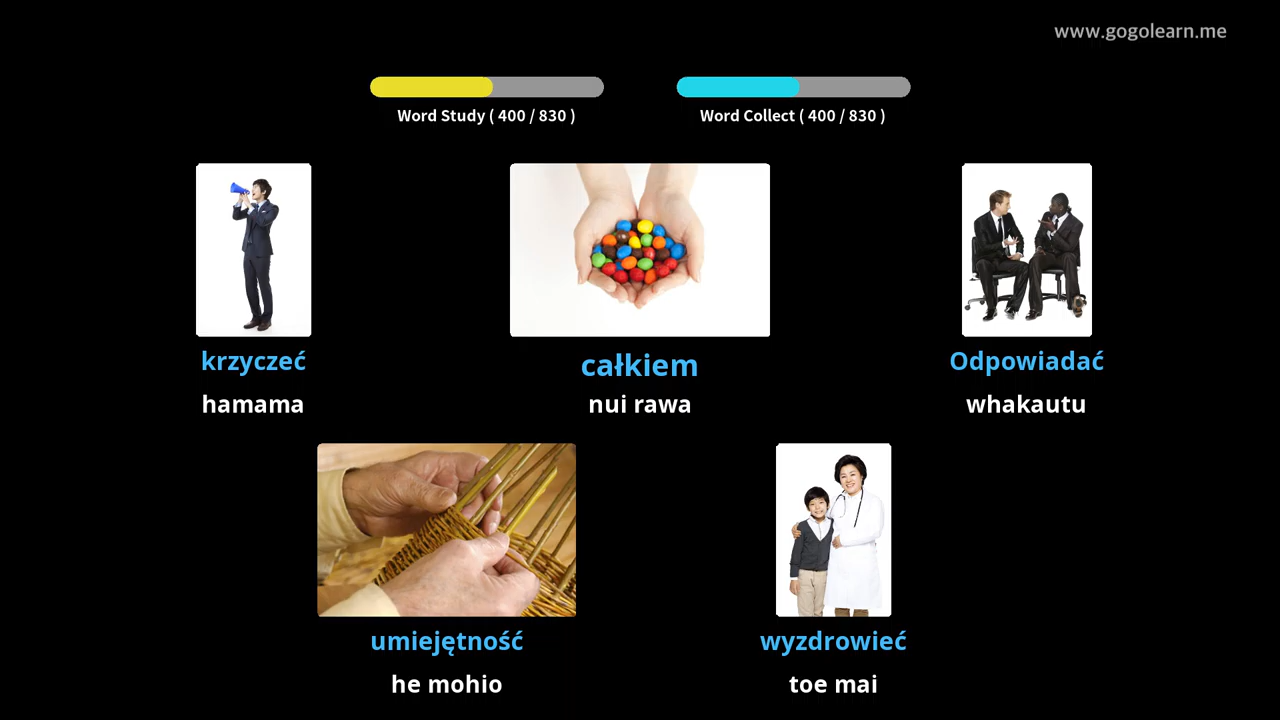 www.gogolearn.me
Word Study ( 400 / 830 )
Word Collect ( 400 / 830 )
krzyczeć
hamama
całkiem
nui rawa
Odpowiadać
whakautu
umiejętność
he mohio
wyzdrowieć
toe mai